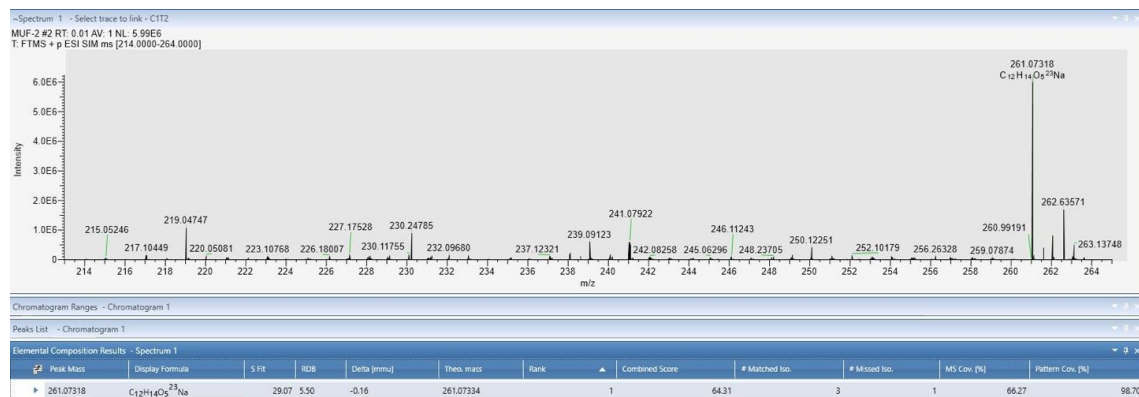 ~Spectrum 1 - Select trace to link - C1T2
MUF-2 #2 RT: 0.01 AV: 1 NL: 5.99E6
T: FTMS + p ESI SIM ms [214.0000-264.0000]
261.07318
C₁₂H₁₄O₅²³Na
6.0E6
5.0E6
4.0E6
3.0E6
2.0E6
1.0E6
0
Intensity
215.05246
217.10449
219.04747
220.05081
223.10768
226.18007
227.17528
230.11755
230.24785
232.09680
237.12321
239.09123
241.07922
242.08258
245.06296
246.11243
248.23705
250.12251
252.10179
256.26328
259.07874
260.99191
262.63571
263.13748
214 216 218 220 222 224 226 228 230 232 234 236 238 240 242 244 246 248 250 252 254 256 258 260 262 264
m/z
Chromatogram Ranges - Chromatogram 1
Peaks List - Chromatogram 1
Elemental Composition Results - Spectrum 1
Peak Mass Display Formula S Fit RDB Delta [mmu] Theo. mass Rank Combined Score # Matched Iso. # Missed Iso. MS Cov. [%] Pattern Cov. [%]
261.07318 C₁₂H₁₄O₅²³Na 29.07 5.50 -0.16 261.07334 1 64.31 3 1 66.27 98.70